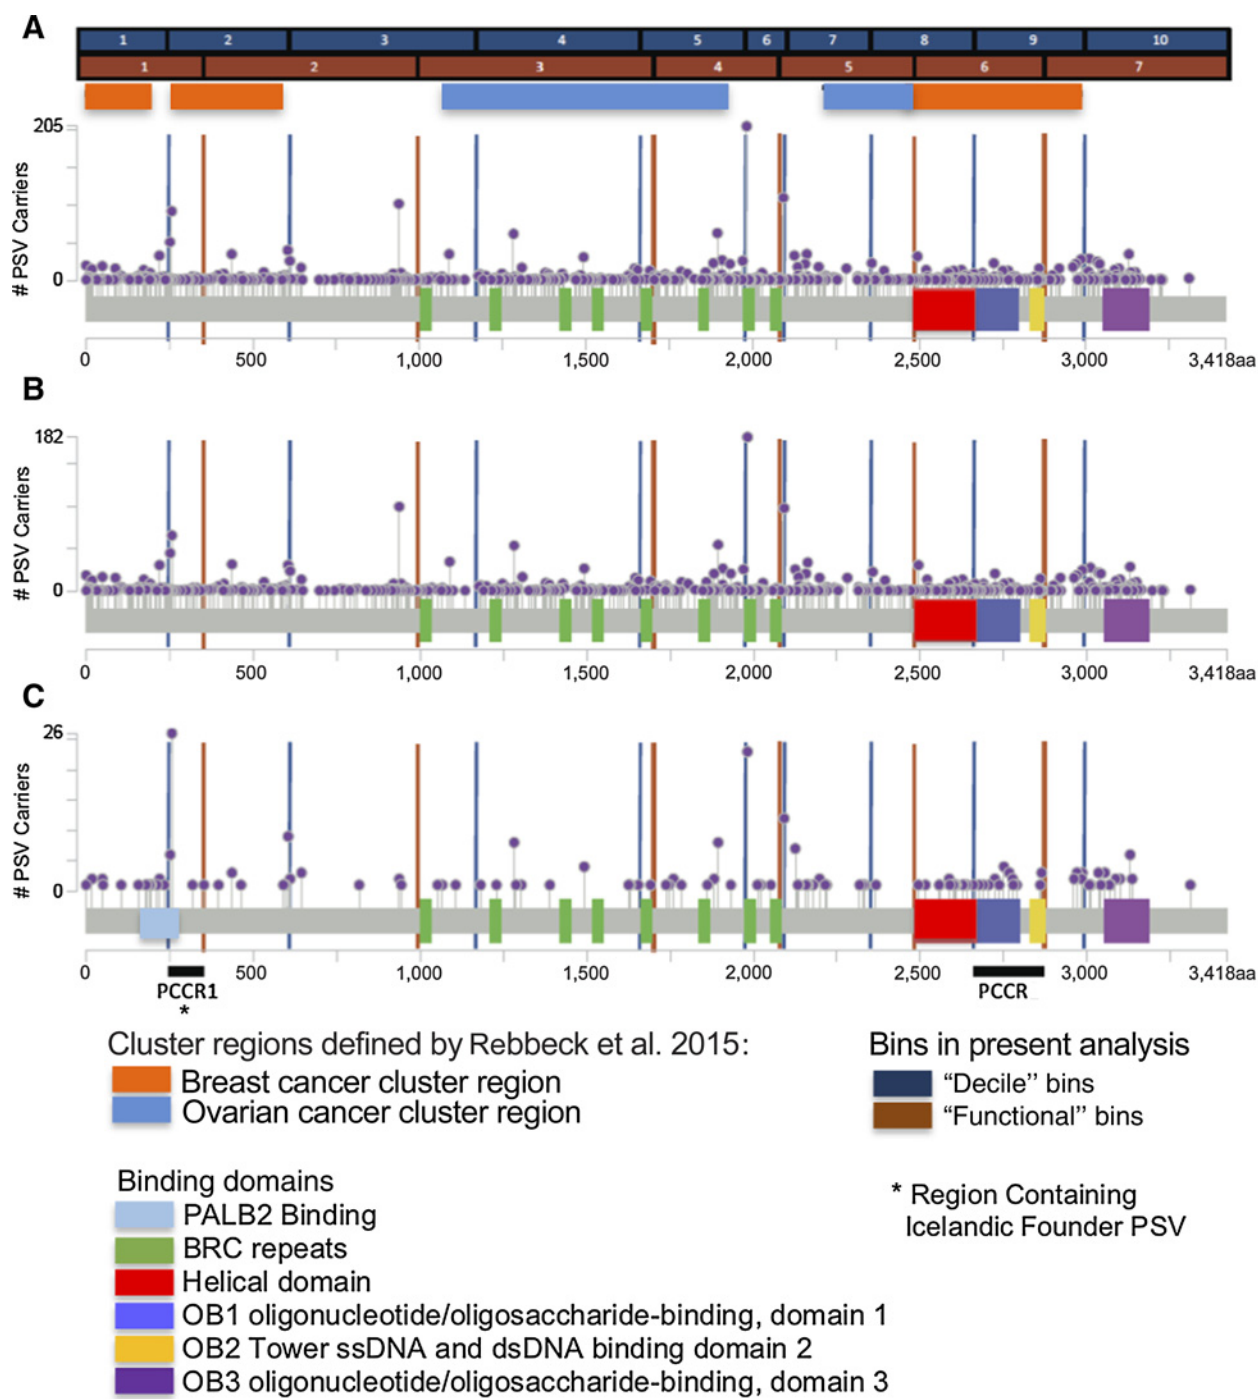 A
1 2 3 4 5 6 7 8 9 10
1 2 3 4 5 6 7
205
# PSV Carriers
0
0 500 1,000 1,500 2,000 2,500 3,000 3,418aa
B
182
# PSV Carriers
0
0 500 1,000 1,500 2,000 2,500 3,000 3,418aa
C
26
# PSV Carriers
0
0 500 1,000 1,500 2,000 2,500 3,000 3,418aa
PCCR1 PCCR
*
Cluster regions defined by Rebbeck et al. 2015:
Breast cancer cluster region
Ovarian cancer cluster region
Bins in present analysis
“Decile” bins
“Functional” bins
Binding domains
PALB2 Binding
BRC repeats
Helical domain
OB1 oligonucleotide/oligosaccharide-binding, domain 1
OB2 Tower ssDNA and dsDNA binding domain 2
OB3 oligonucleotide/oligosaccharide-binding, domain 3
* Region Containing
Icelandic Founder PSV